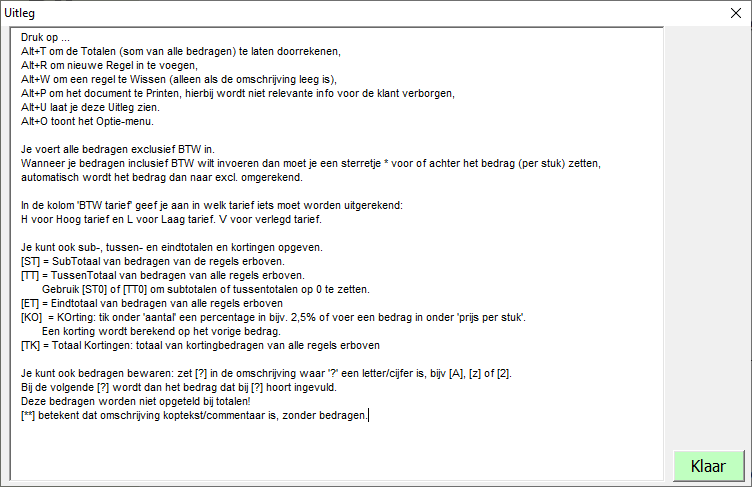 Uitleg
Druk op ...
Alt+T om de Totalen (som van alle bedragen) te laten doorrekenen,
Alt+R om nieuwe Regel in te voegen,
Alt+W om een regel te Wissen (alleen als de omschrijving leeg is),
Alt+P om het document te Printen, hierbij wordt niet relevante info voor de klant verborgen,
Alt+U laat je deze Uitleg zien.
Alt+O toont het Optie-menu.
Je voert alle bedragen exclusief BTW in.
Wanneer je bedragen inclusief BTW wilt invoeren dan moet je een sterretje * voor of achter het bedrag (per stuk) zetten,
automatisch wordt het bedrag dan naar excl. omgerekend.
In de kolom 'BTW tarief' geef je aan in welk tarief iets moet worden uitgerekend:
H voor Hoog tarief en L voor Laag tarief. V voor verlegd tarief.
Je kunt ook sub-, tussen- en eindtotalen en kortingen opgeven.
[ST] = SubTotaal van bedragen van de regels erboven.
[TT] = TussenTotaal van bedragen van alle regels erboven.
Gebruik [ST0] of [TT0] om subtotalen of tussentotalen op 0 te zetten.
[ET] = Eindtotaal van bedragen van alle regels erboven
[KO] = KOrting: tik onder 'aantal' een percentage in bijv. 2,5% of voer een bedrag in onder 'prijs per stuk'.
Een korting wordt berekend op het vorige bedrag.
[TK] = Totaal Kortingen: totaal van kortingbedragen van alle regels erboven
Je kunt ook bedragen bewaren: zet [?] in de omschrijving waar '?' een letter/cijfer is, bijv [A], [z] of [2].
Bij de volgende [?] wordt dan het bedrag dat bij [?] hoort ingevuld.
Deze bedragen worden niet opgeteld bij totalen!
[**] betekent dat omschrijving koptekst/commentaar is, zonder bedragen.
Klaar